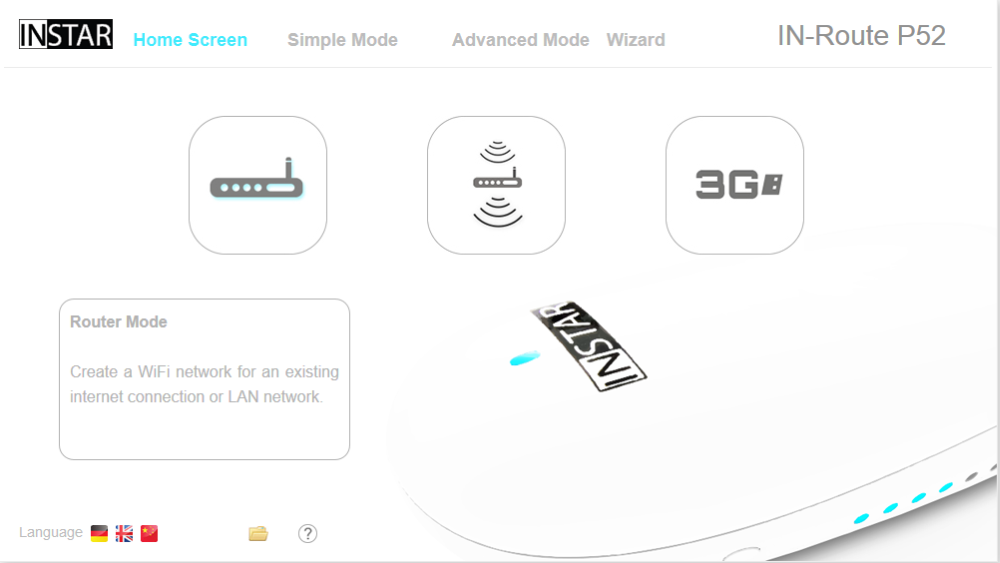 INSTAR
Home Screen
Simple Mode
Advanced Mode
Wizard
IN-Route P52
3G
Router Mode
Create a WiFi network for an existing
internet connection or LAN network.
INSTAR
Language
?